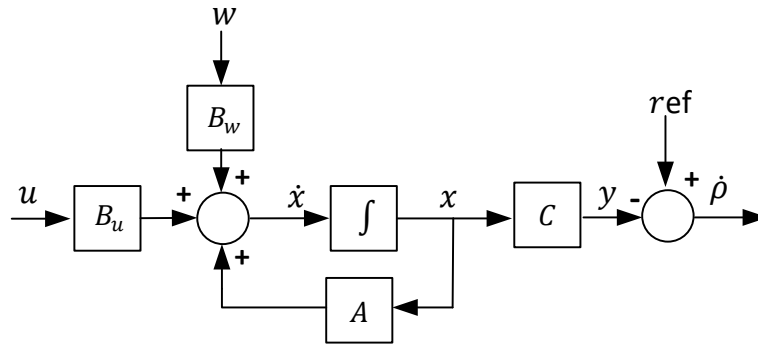 w
B_w
ref
u
B_u
+
+
+
ẋ
∫
x
C
y
-
+
ρ̇
A